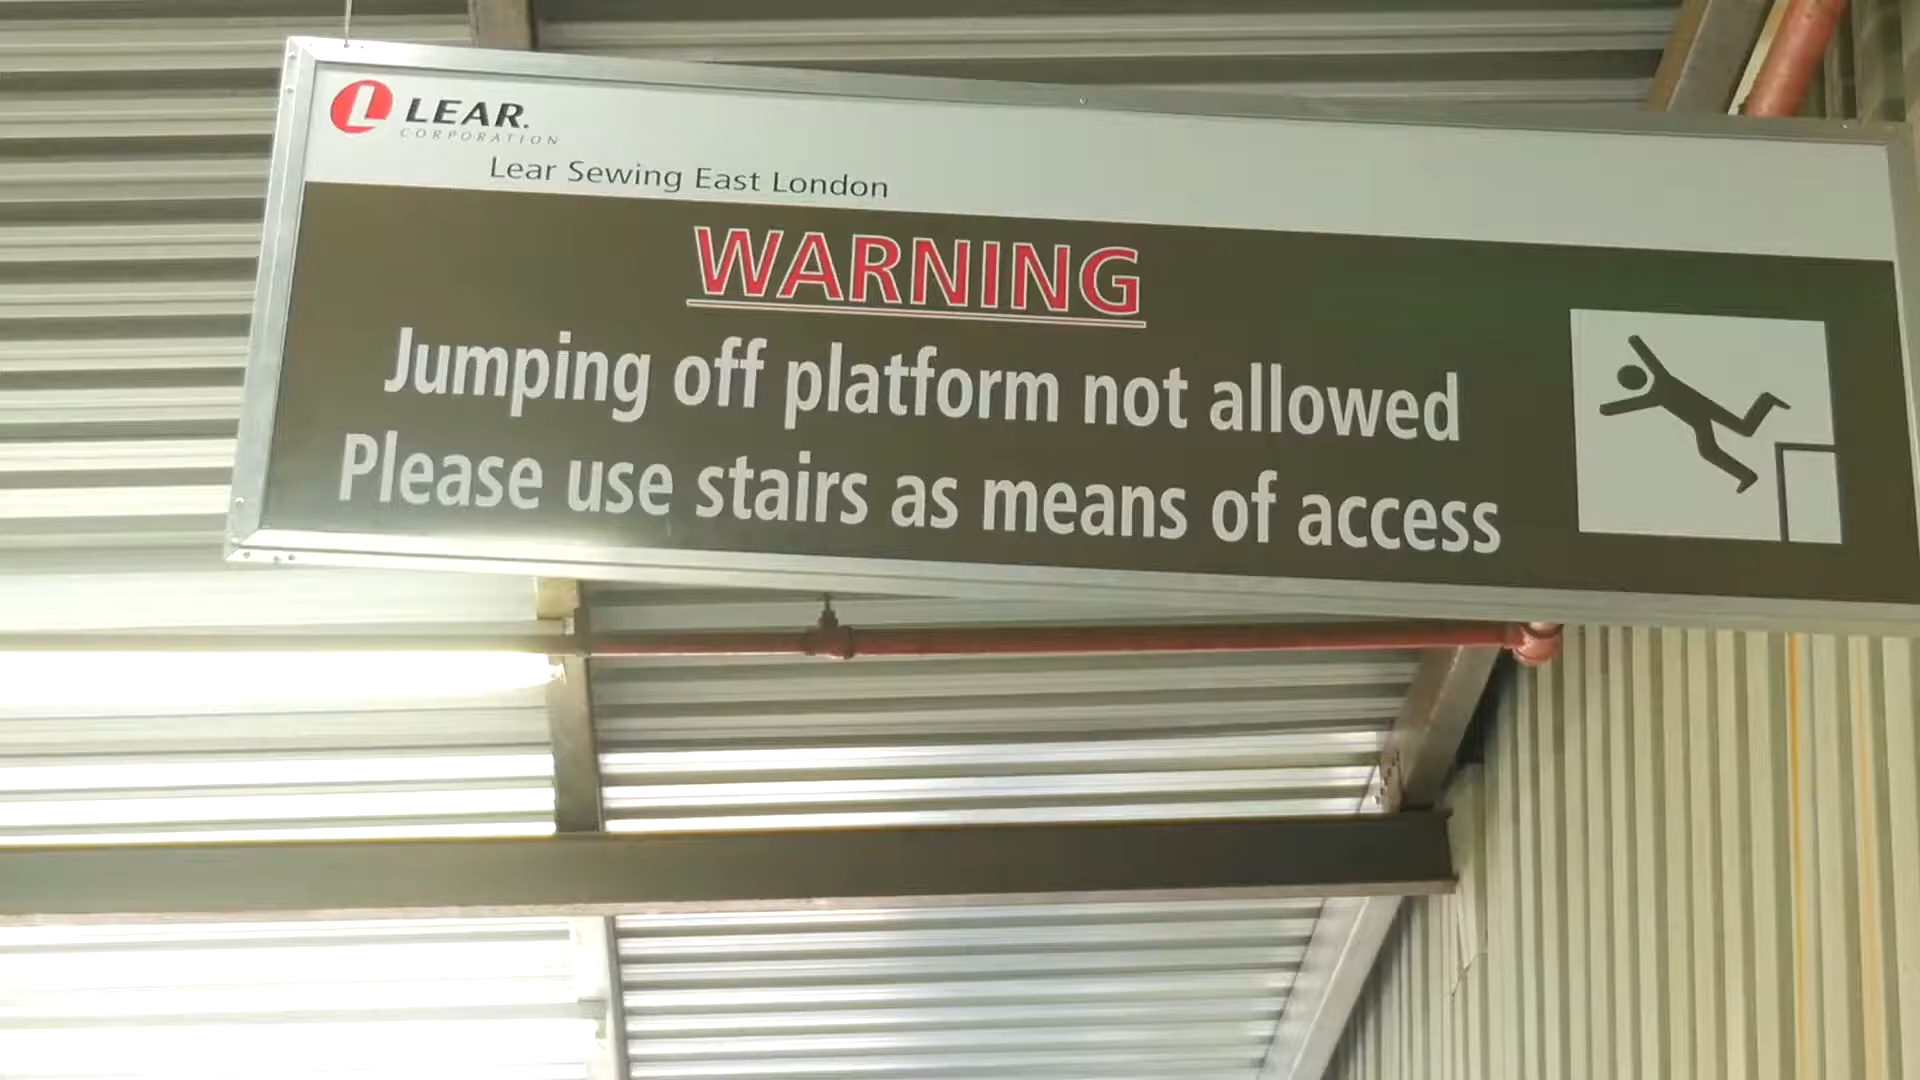 LEAR.
CORPORATION
Lear Sewing East London
WARNING
Jumping off platform not allowed
Please use stairs as means of access